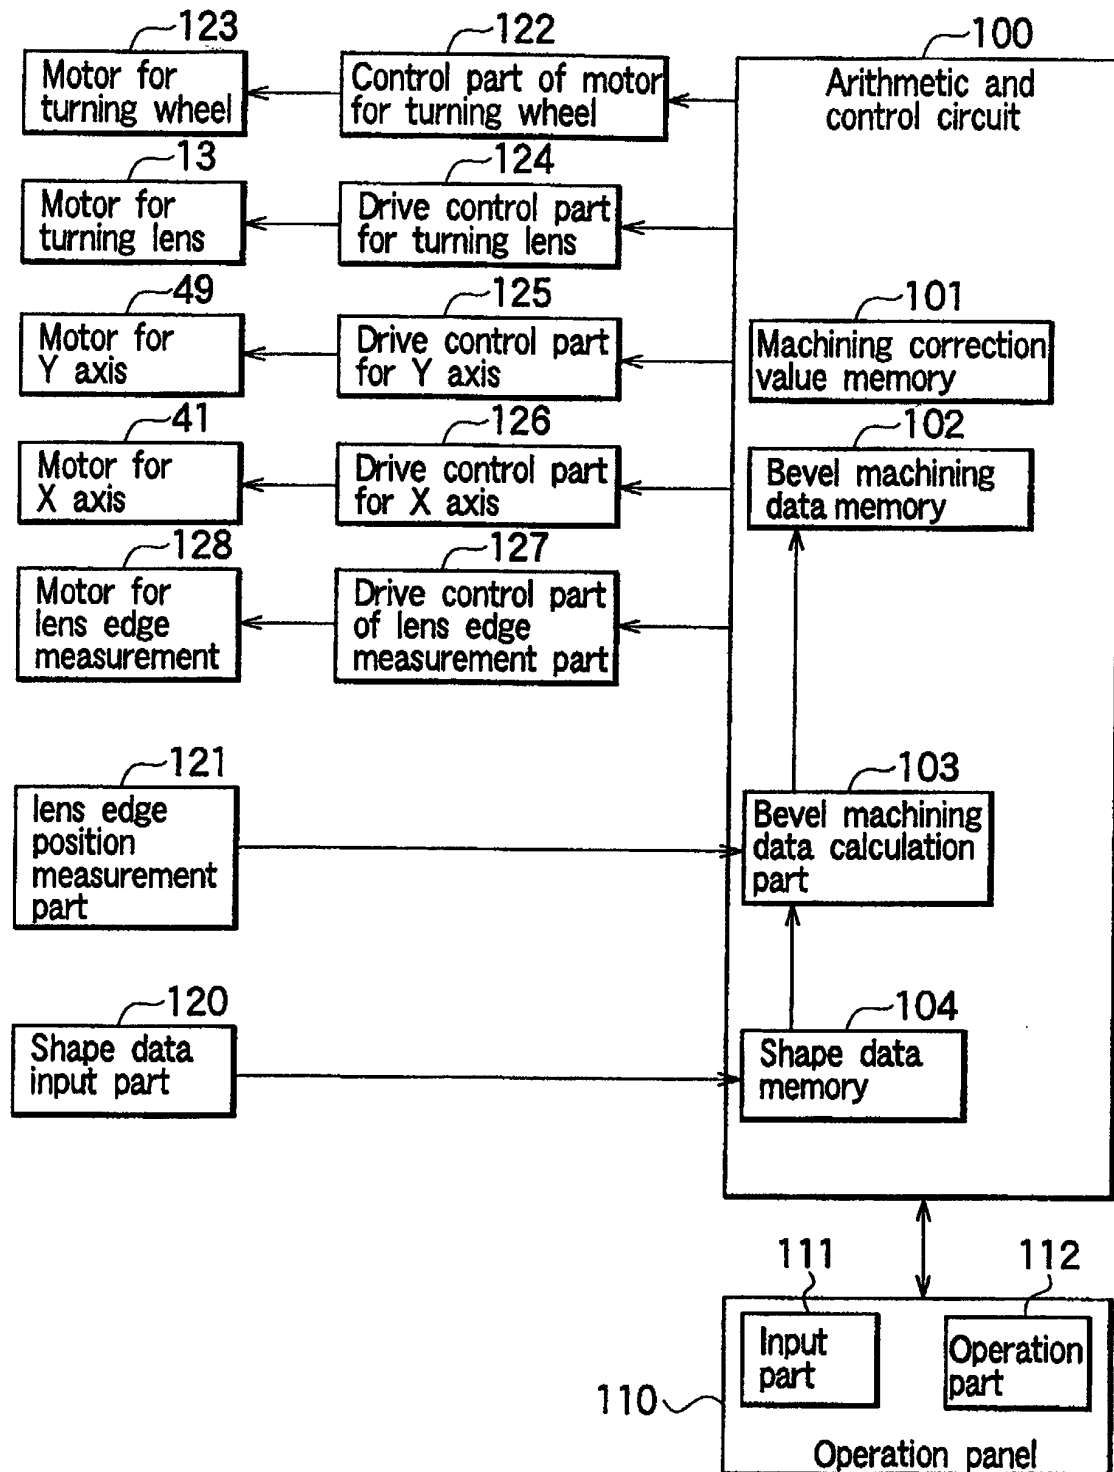 123
122
100
Motor for
turning wheel
Control part of motor
for turning wheel
Arithmetic and
control circuit
13
124
Motor for
turning lens
Drive control part
for turning lens
49
125
101
Motor for
Y axis
Drive control part
for Y axis
Machining correction
value memory
41
126
102
Motor for
X axis
Drive control part
for X axis
Bevel machining
data memory
128
127
Motor for
lens edge
measurement
Drive control part
of lens edge
measurement part
121
103
lens edge
position
measurement
part
Bevel machining
data calculation
part
120
104
Shape data
input part
Shape data
memory
111
112
Input
part
Operation
part
110
Operation panel